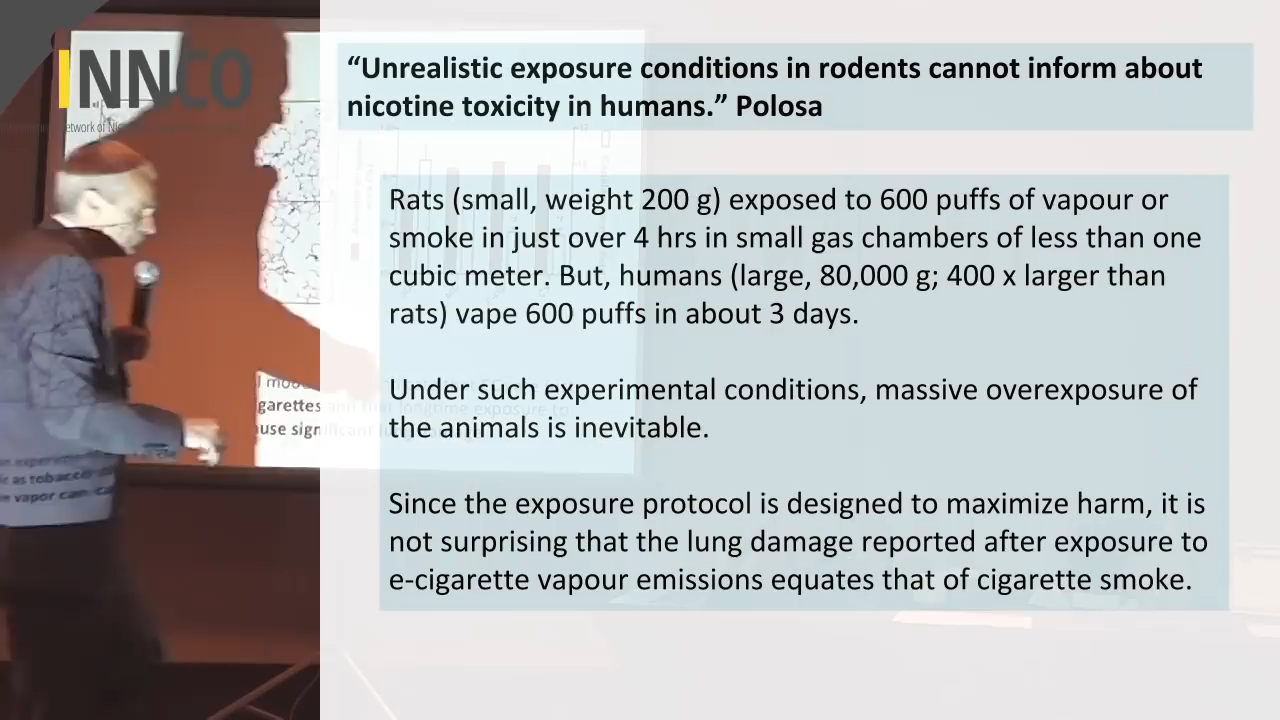 INNCO
“Unrealistic exposure conditions in rodents cannot inform about
nicotine toxicity in humans.” Polosa
Rats (small, weight 200 g) exposed to 600 puffs of vapour or
smoke in just over 4 hrs in small gas chambers of less than one
cubic meter. But, humans (large, 80,000 g; 400 x larger than
rats) vape 600 puffs in about 3 days.
Under such experimental conditions, massive overexposure of
the animals is inevitable.
Since the exposure protocol is designed to maximize harm, it is
not surprising that the lung damage reported after exposure to
e-cigarette vapour emissions equates that of cigarette smoke.